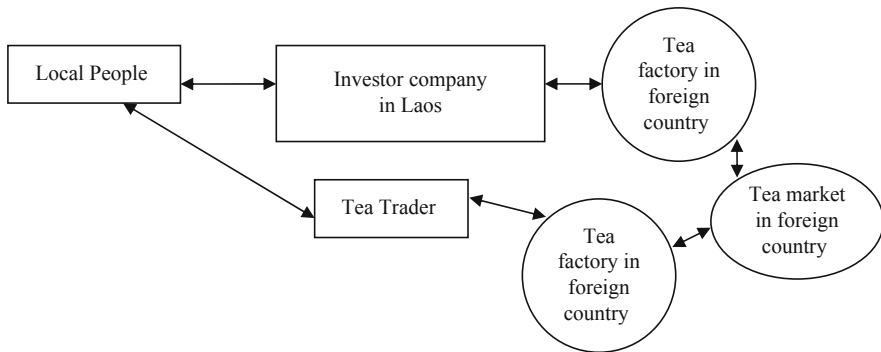 Local People
Investor company
in Laos
Tea
factory in
foreign
country
Tea Trader
Tea
factory in
foreign
country
Tea market
in foreign
country